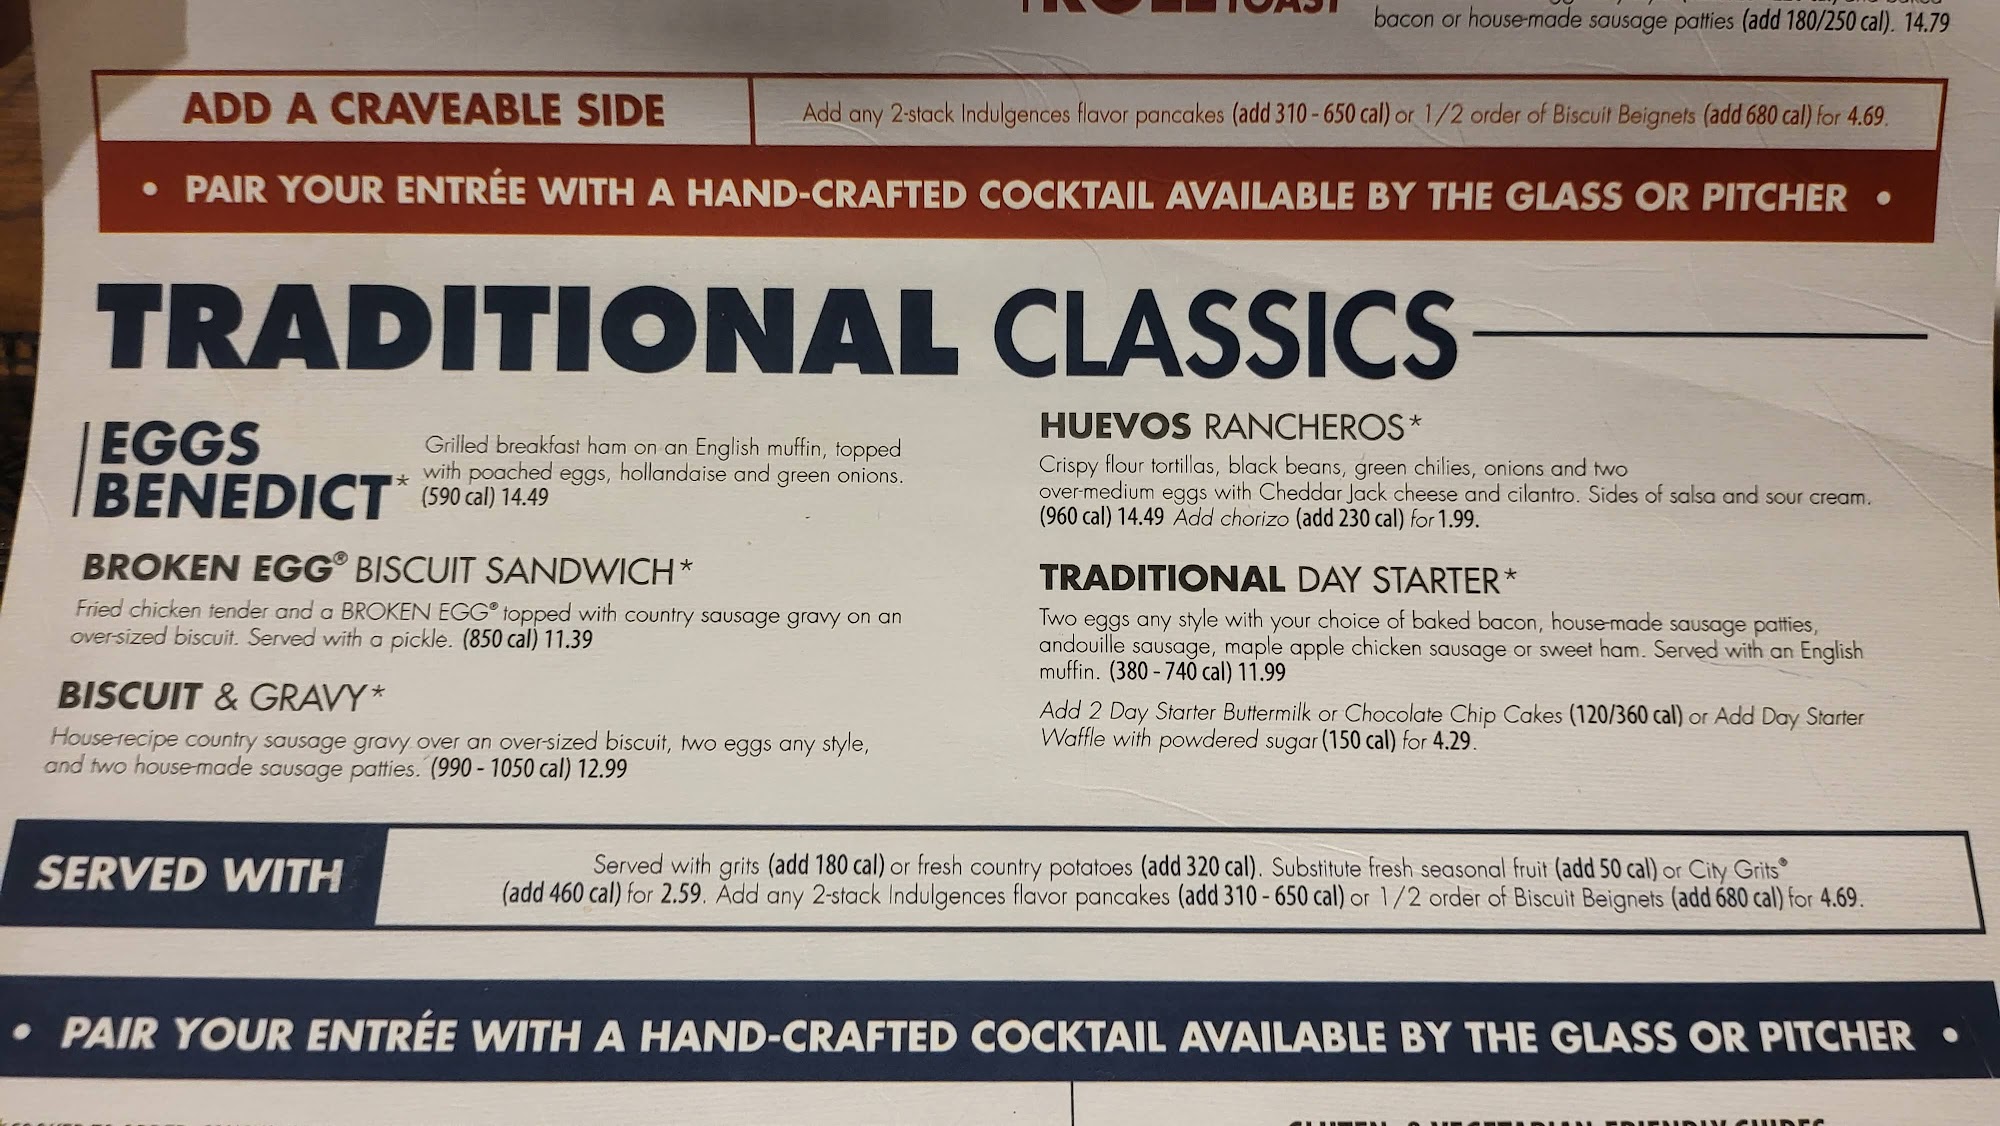 TOAST
bacon or house-made sausage patties (add 180/250 cal). 14.79
ADD A CRAVEABLE SIDE
Add any 2-stack Indulgences flavor pancakes (add 310 - 650 cal) or 1/2 order of Biscuit Beignets (add 680 cal) for 4.69.
• PAIR YOUR ENTRÉE WITH A HAND-CRAFTED COCKTAIL AVAILABLE BY THE GLASS OR PITCHER •
TRADITIONAL CLASSICS
EGGS
BENEDICT*
Grilled breakfast ham on an English muffin, topped
with poached eggs, hollandaise and green onions.
(590 cal) 14.49
BROKEN EGG® BISCUIT SANDWICH*
Fried chicken tender and a BROKEN EGG® topped with country sausage gravy on an
over-sized biscuit. Served with a pickle. (850 cal) 11.39
BISCUIT & GRAVY*
House-recipe country sausage gravy over an over-sized biscuit, two eggs any style,
and two house-made sausage patties. (990 - 1050 cal) 12.99
HUEVOS RANCHEROS*
Crispy flour tortillas, black beans, green chilies, onions and two
over-medium eggs with Cheddar Jack cheese and cilantro. Sides of salsa and sour cream.
(960 cal) 14.49 Add chorizo (add 230 cal) for 1.99.
TRADITIONAL DAY STARTER*
Two eggs any style with your choice of baked bacon, house-made sausage patties,
andouille sausage, maple apple chicken sausage or sweet ham. Served with an English
muffin. (380 - 740 cal) 11.99
Add 2 Day Starter Buttermilk or Chocolate Chip Cakes (120/360 cal) or Add Day Starter
Waffle with powdered sugar (150 cal) for 4.29.
SERVED WITH
Served with grits (add 180 cal) or fresh country potatoes (add 320 cal). Substitute fresh seasonal fruit (add 50 cal) or City Grits®
(add 460 cal) for 2.59. Add any 2-stack Indulgences flavor pancakes (add 310 - 650 cal) or 1/2 order of Biscuit Beignets (add 680 cal) for 4.69.
• PAIR YOUR ENTRÉE WITH A HAND-CRAFTED COCKTAIL AVAILABLE BY THE GLASS OR PITCHER •